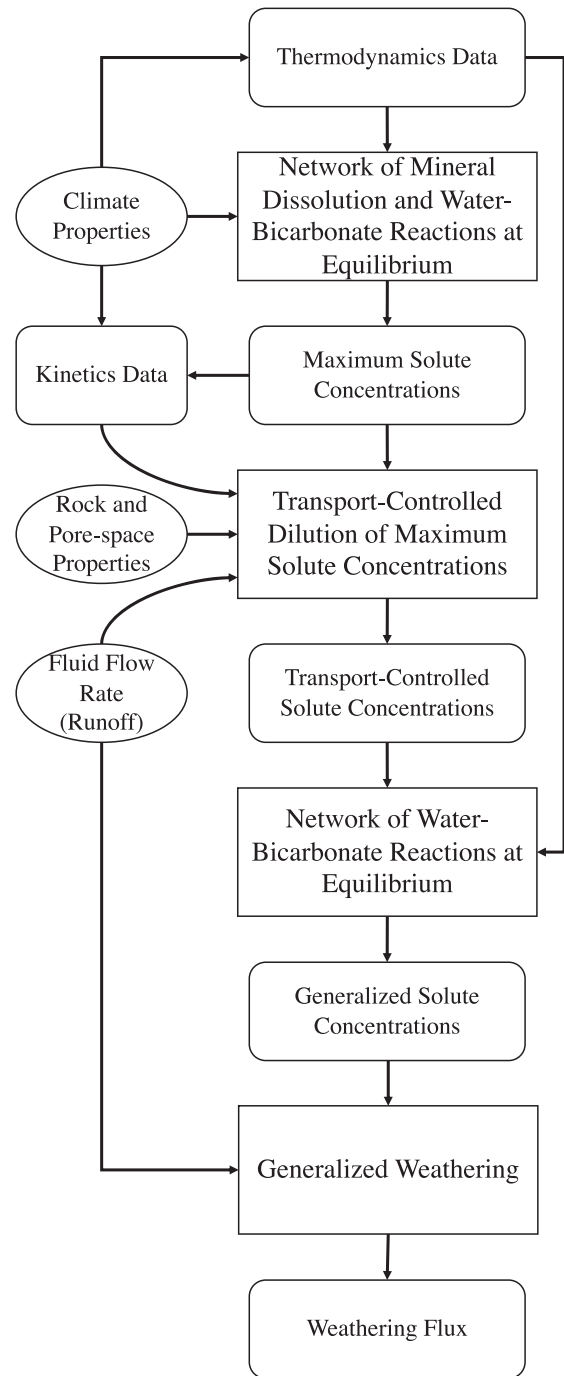 Thermodynamics Data
Climate
Properties
Network of Mineral
Dissolution and Water-
Bicarbonate Reactions at
Equilibrium
Kinetics Data
Maximum Solute
Concentrations
Rock and
Pore-space
Properties
Transport-Controlled
Dilution of Maximum
Solute Concentrations
Fluid Flow
Rate
(Runoff)
Transport-Controlled
Solute Concentrations
Network of Water-
Bicarbonate Reactions at
Equilibrium
Generalized Solute
Concentrations
Generalized Weathering
Weathering Flux